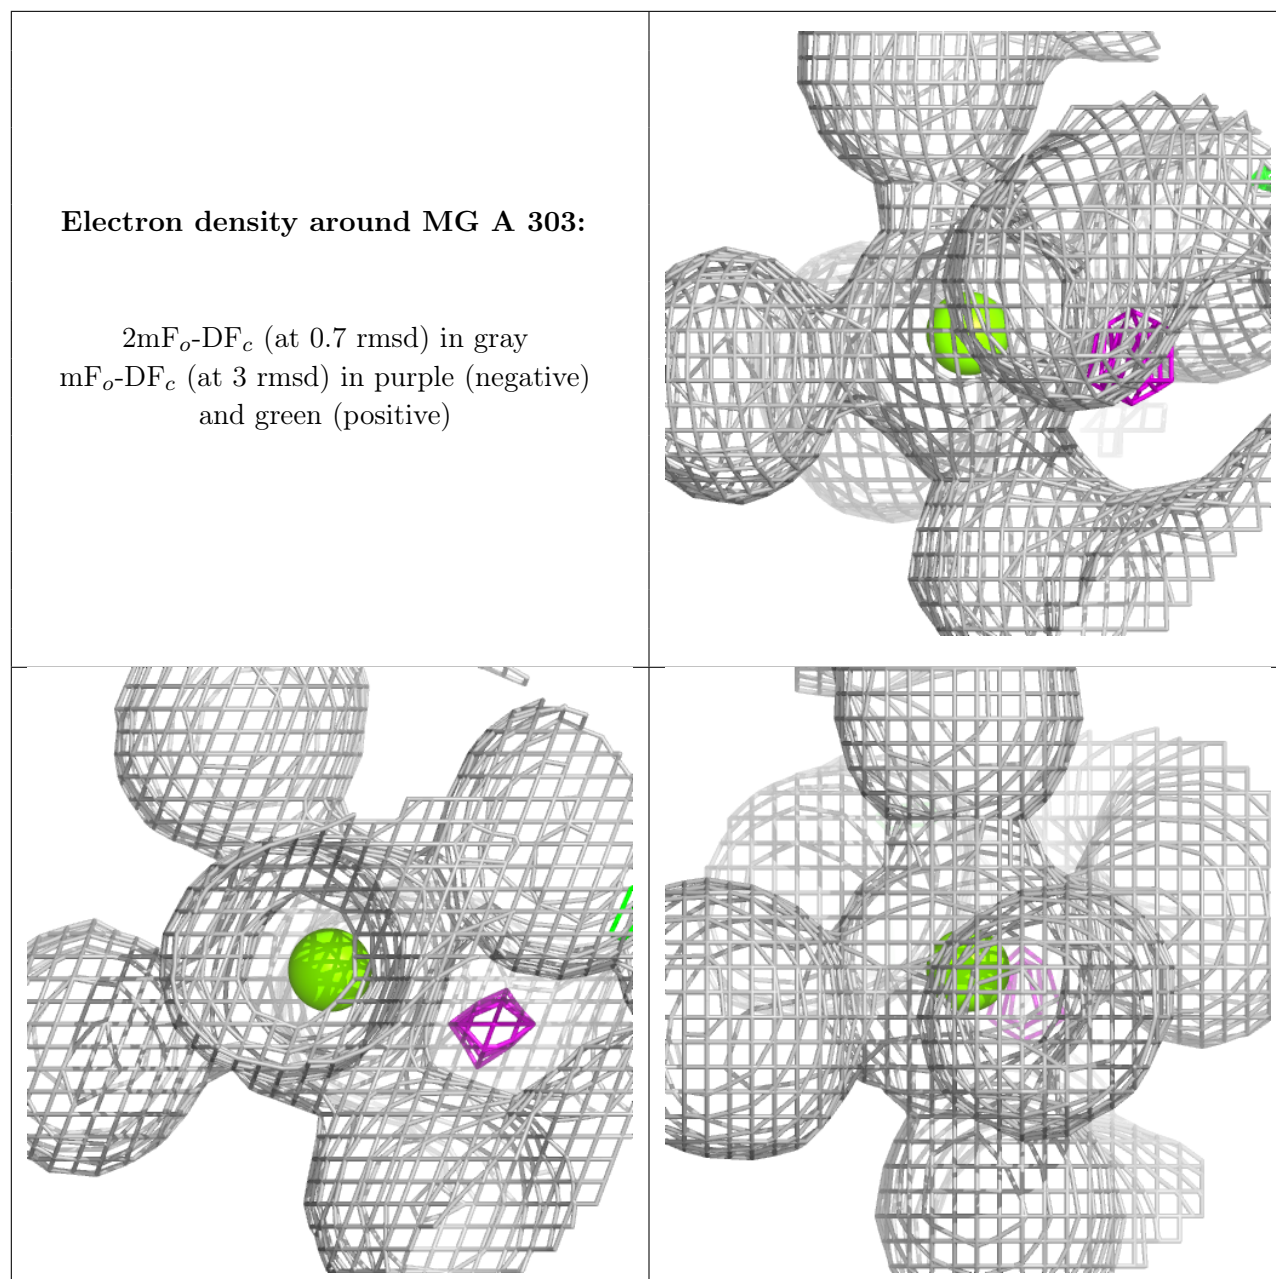 Electron density around MG A 303:
2mFo-DFc (at 0.7 rmsd) in gray
mFo-DFc (at 3 rmsd) in purple (negative)
and green (positive)